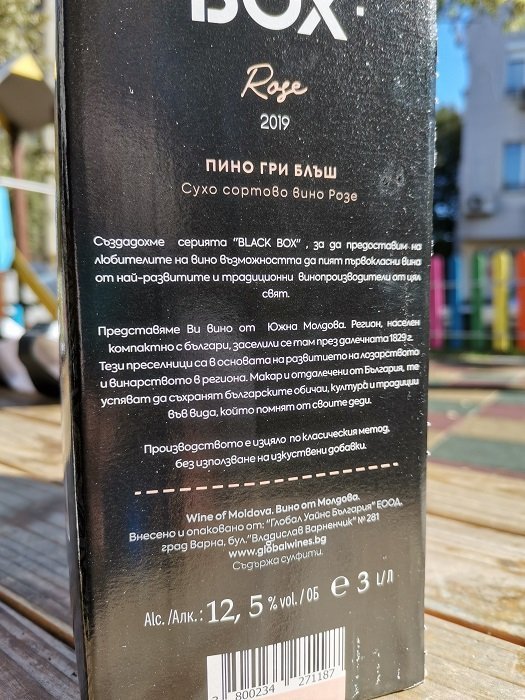 BOX
Rose
2019
ПИНО ГРИ БЛЪШ
Сухо сортово вино Розе
Създадохме серията "BLACK BOX" , за да предоставим на
любителите на вино възможността да пият първокласни вина
от най-развитите и традиционни винопроизводители от цял
свят.
Представяме Ви вино от Южна Молдова. Регион, населен
компактно с българи, заселили се там през далечната 1829 г.
Тези преселници са в основата на развитието на лозарството
и винарството в региона. Макар и отдалечени от България, те
успяват да съхранят българските обичаи, култура и традиции
във вида, който помнят от своите деди.
Производството е изцяло по класическия метод,
без използване на изкуствени добавки.
Wine of Moldova. Вино от Молдова.
Внесено и опаковано от: "Глобал Уайнс България" ЕООД,
град Варна, бул."Владислав Варненчик" № 281
www.globalwines.bg
Съдържа сулфити.
Alc./Алк.: 12, 5 % vol. / ОБ e 3 L/Л
3 800234 271187